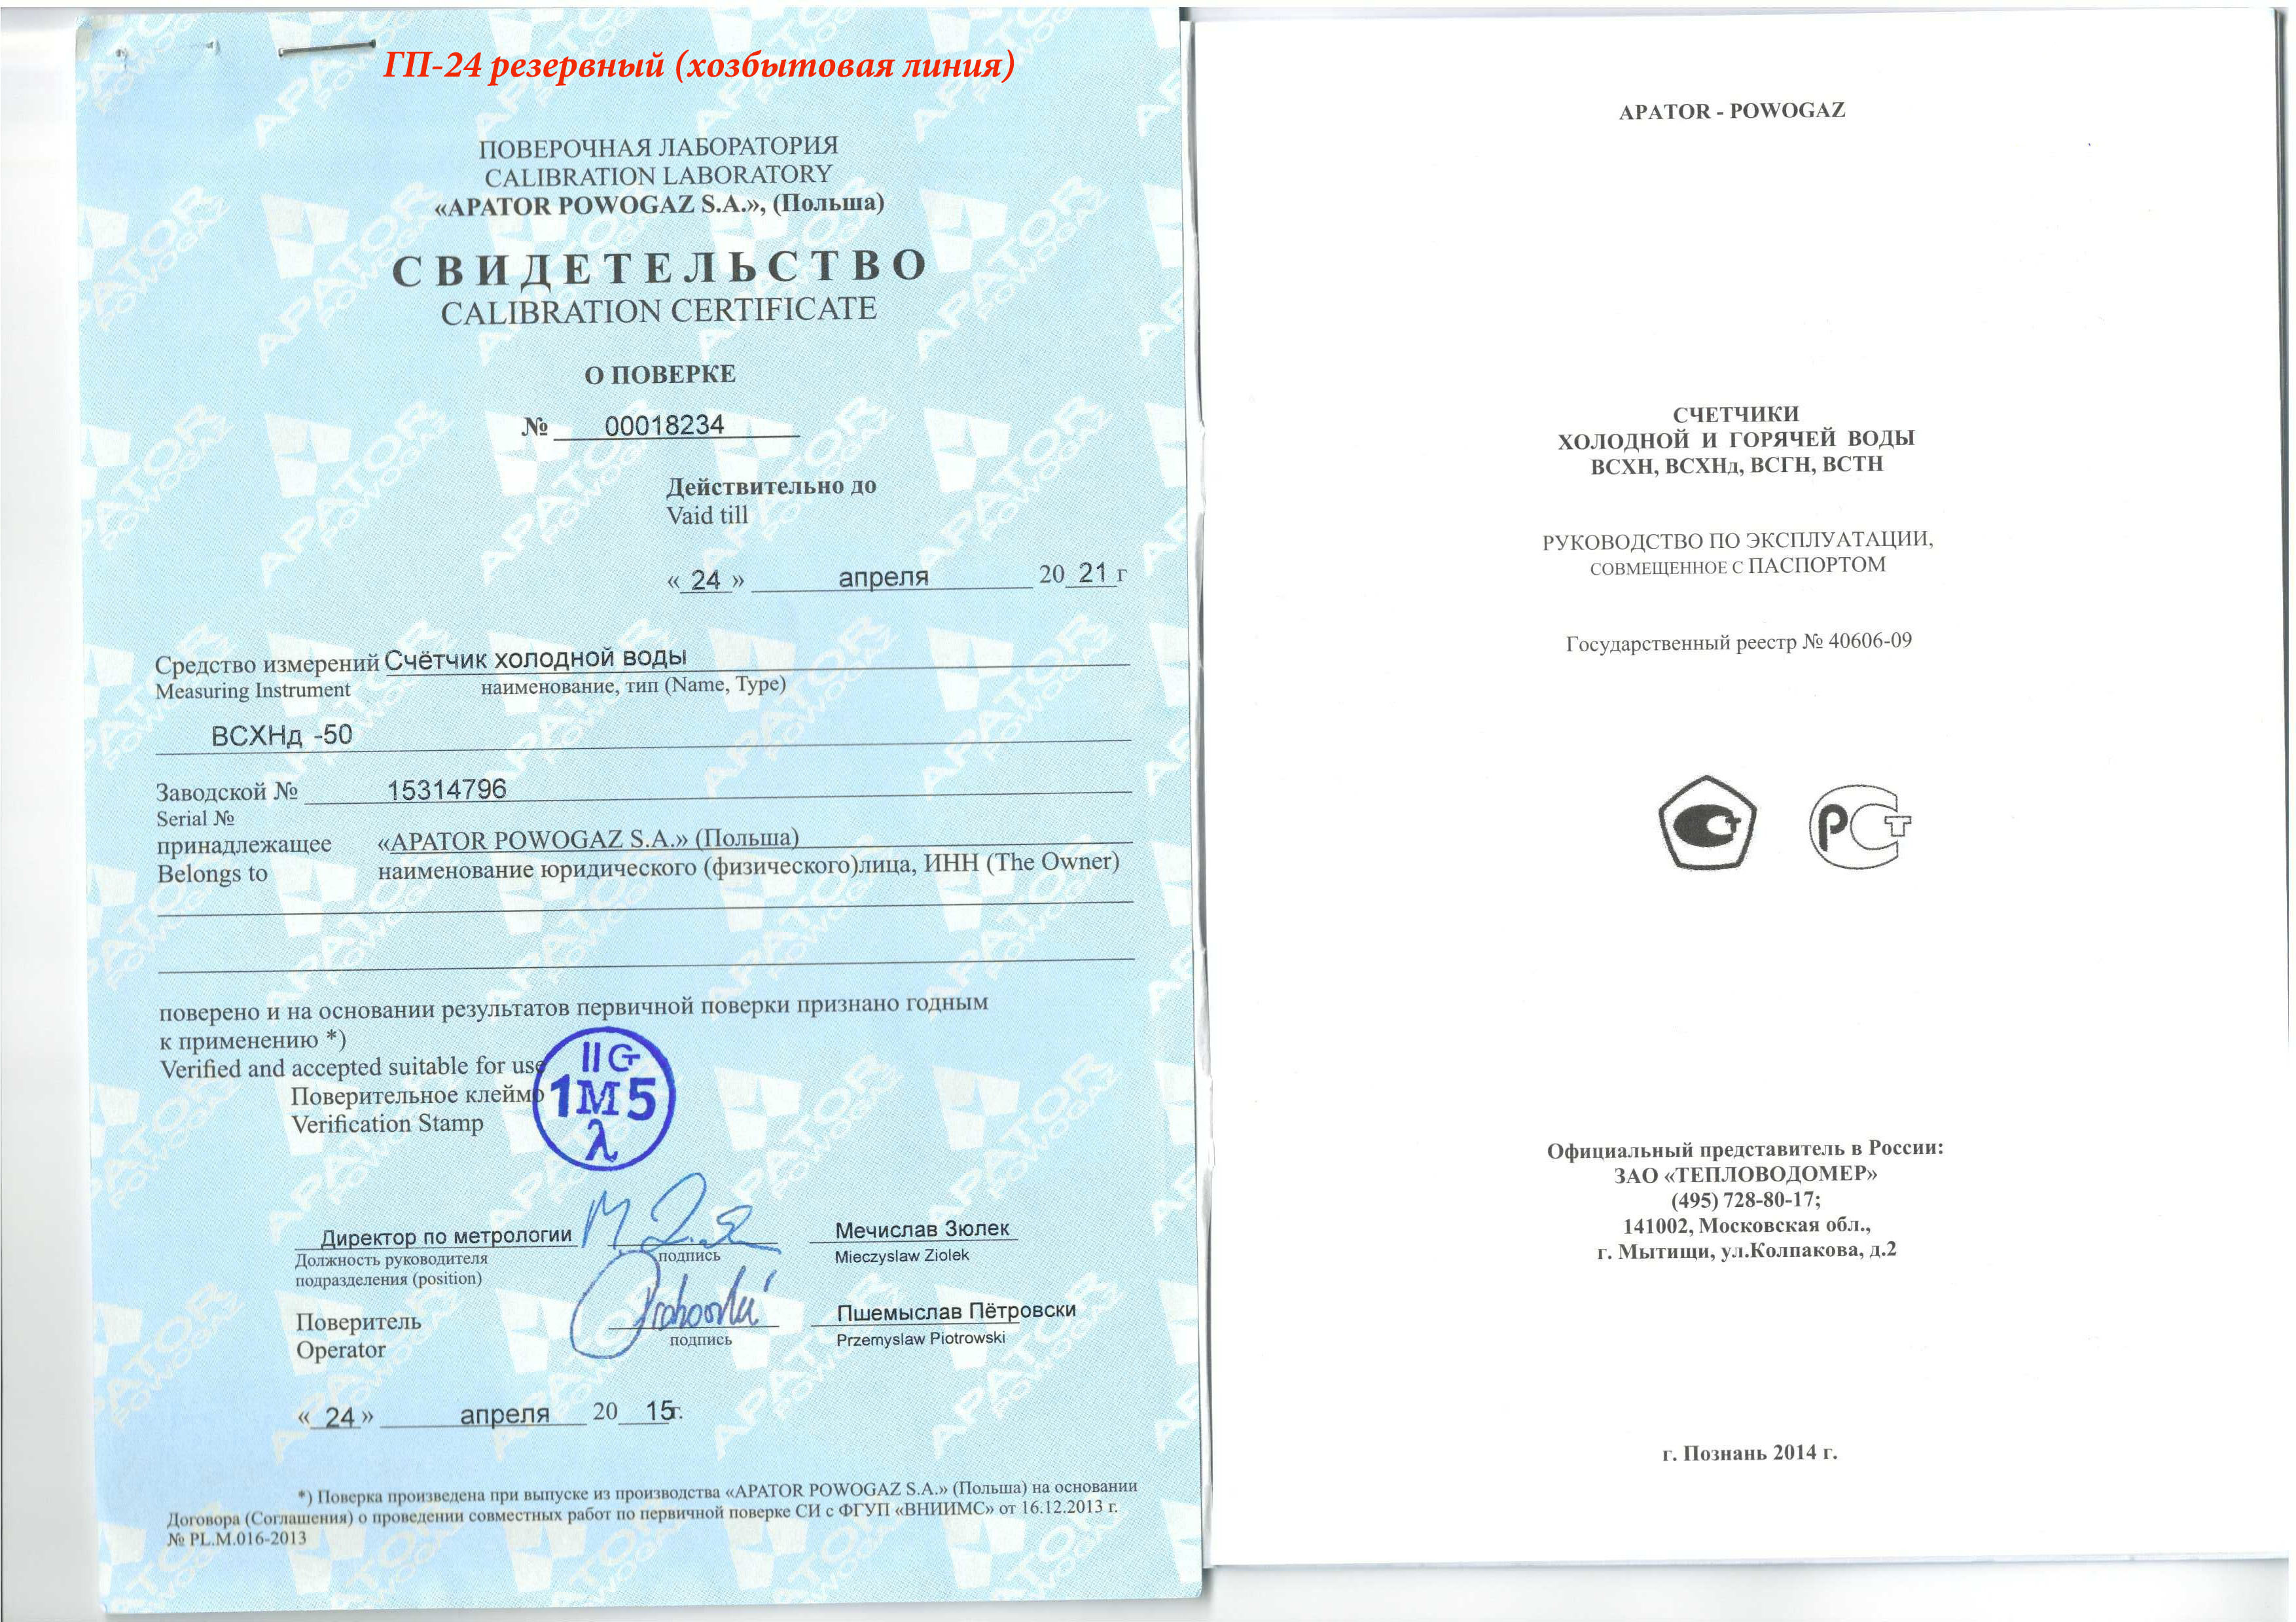 ГП-24 резервный (хозбытовая линия)
ПОВЕРОЧНАЯ ЛАБОРАТОРИЯ
CALIBRATION LABORATORY
«APATOR POWOGAZ S.A.», (Польша)
СВИДЕТЕЛЬСТВО
CALIBRATION CERTIFICATE
О ПОВЕРКЕ
№ 00018234
Действительно до
Vaid till
« 24 » апреля 20 21 г
Средство измерений Счётчик холодной воды
Measuring Instrument наименование, тип (Name, Type)
ВСХНд -50
Заводской № 15314796
Serial №
принадлежащее «APATOR POWOGAZ S.A.» (Польша)
Belongs to наименование юридического (физического)лица, ИНН (The Owner)
поверено и на основании результатов первичной поверки признано годным
к применению *)
Verified and accepted suitable for use
Поверительное клеймо
Verification Stamp
1М5
Директор по метрологии Мечислав Зюлек
Должность руководителя подпись Mieczyslaw Ziolek
подразделения (position)
Поверитель Пшемыслав Пётровски
Operator подпись Przemyslaw Piotrowski
« 24 » апреля 20 15г.
*) Поверка произведена при выпуске из производства «APATOR POWOGAZ S.A.» (Польша) на основании
Договора (Соглашения) о проведении совместных работ по первичной поверке СИ с ФГУП «ВНИИМС» от 16.12.2013 г.
№ PL.M.016-2013
APATOR - POWOGAZ
СЧЕТЧИКИ
ХОЛОДНОЙ И ГОРЯЧЕЙ ВОДЫ
ВСХН, ВСХНд, ВСГН, ВСТН
РУКОВОДСТВО ПО ЭКСПЛУАТАЦИИ,
СОВМЕЩЕННОЕ С ПАСПОРТОМ
Государственный реестр № 40606-09
Официальный представитель в России:
ЗАО «ТЕПЛОВОДОМЕР»
(495) 728-80-17;
141002, Московская обл.,
г. Мытищи, ул.Колпакова, д.2
г. Познань 2014 г.